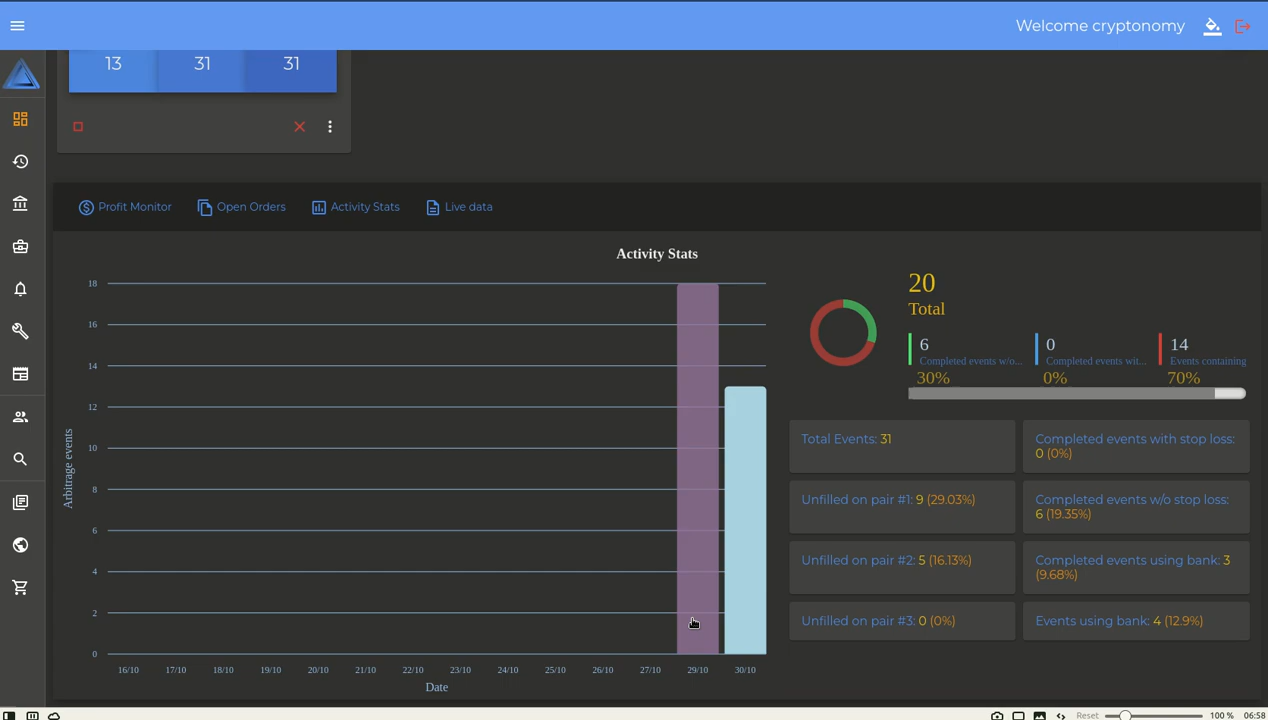 Welcome cryptonomy
13 31 31
Profit Monitor Open Orders Activity Stats Live data
Activity Stats
18
16
14
12
10
8
6
4
2
0
Arbitrage events
16/10 17/10 18/10 19/10 20/10 21/10 22/10 23/10 24/10 25/10 26/10 27/10 29/10 30/10
Date
20
Total
6 0 14
Completed events w/o... Completed events wit... Events containing
30% 0% 70%
Total Events: 31
Completed events with stop loss:
0 (0%)
Unfilled on pair #1: 9 (29.03%)
Completed events w/o stop loss:
6 (19.35%)
Unfilled on pair #2: 5 (16.13%)
Completed events using bank: 3
(9.68%)
Unfilled on pair #3: 0 (0%)
Events using bank: 4 (12.9%)
Reset 100 % 06:58